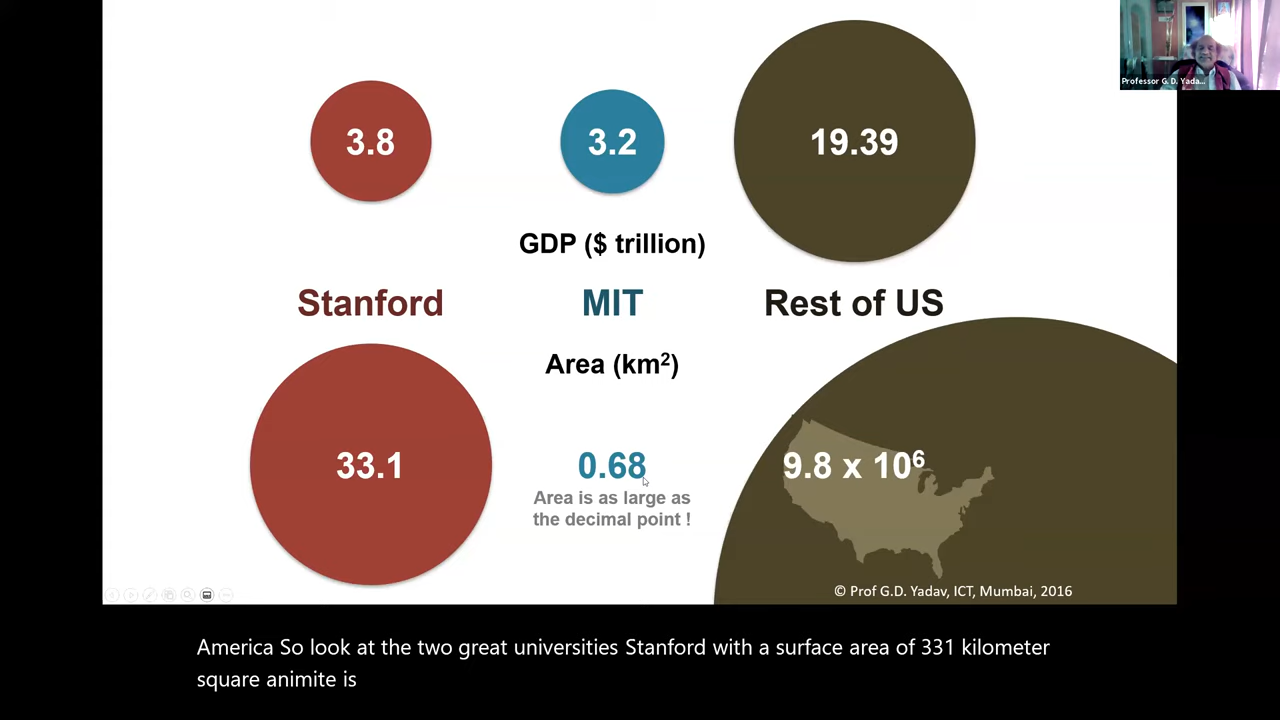 Professor G. D. Yada...
3.8
3.2
19.39
GDP ($ trillion)
Stanford
MIT
Rest of US
Area (km²)
33.1
0.68
9.8 x 10⁶
Area is as large as
the decimal point !
© Prof G.D. Yadav, ICT, Mumbai, 2016
America So look at the two great universities Stanford with a surface area of 331 kilometer
square animite is